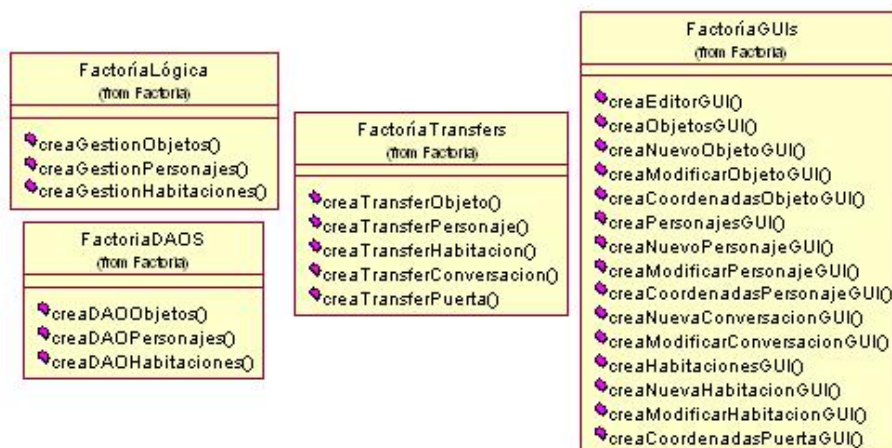 FactoríaLógica
(from Factoria)
creaGestionObjetos()
creaGestionPersonajes()
creaGestionHabitaciones()
FactoriaDAOS
(from Factoria)
creaDAOObjetos()
creaDAOPersonajes()
creaDAOHabitaciones()
FactoríaTransfers
(from Factoria)
creaTransferObjeto()
creaTransferPersonaje()
creaTransferHabitacion()
creaTransferConversacion()
creaTransferPuerta()
FactoríaGUIs
(from Factoria)
creaEditorGUI()
creaObjetosGUI()
creaNuevoObjetoGUI()
creaModificarObjetoGUI()
creaCoordenadasObjetoGUI()
creaPersonajesGUI()
creaNuevoPersonajeGUI()
creaModificarPersonajeGUI()
creaCoordenadasPersonajeGUI()
creaNuevaConversacionGUI()
creaModificarConversacionGUI()
creaHabitacionesGUI()
creaNuevaHabitacionGUI()
creaModificarHabitacionGUI()
creaCoordenadasPuertaGUI()